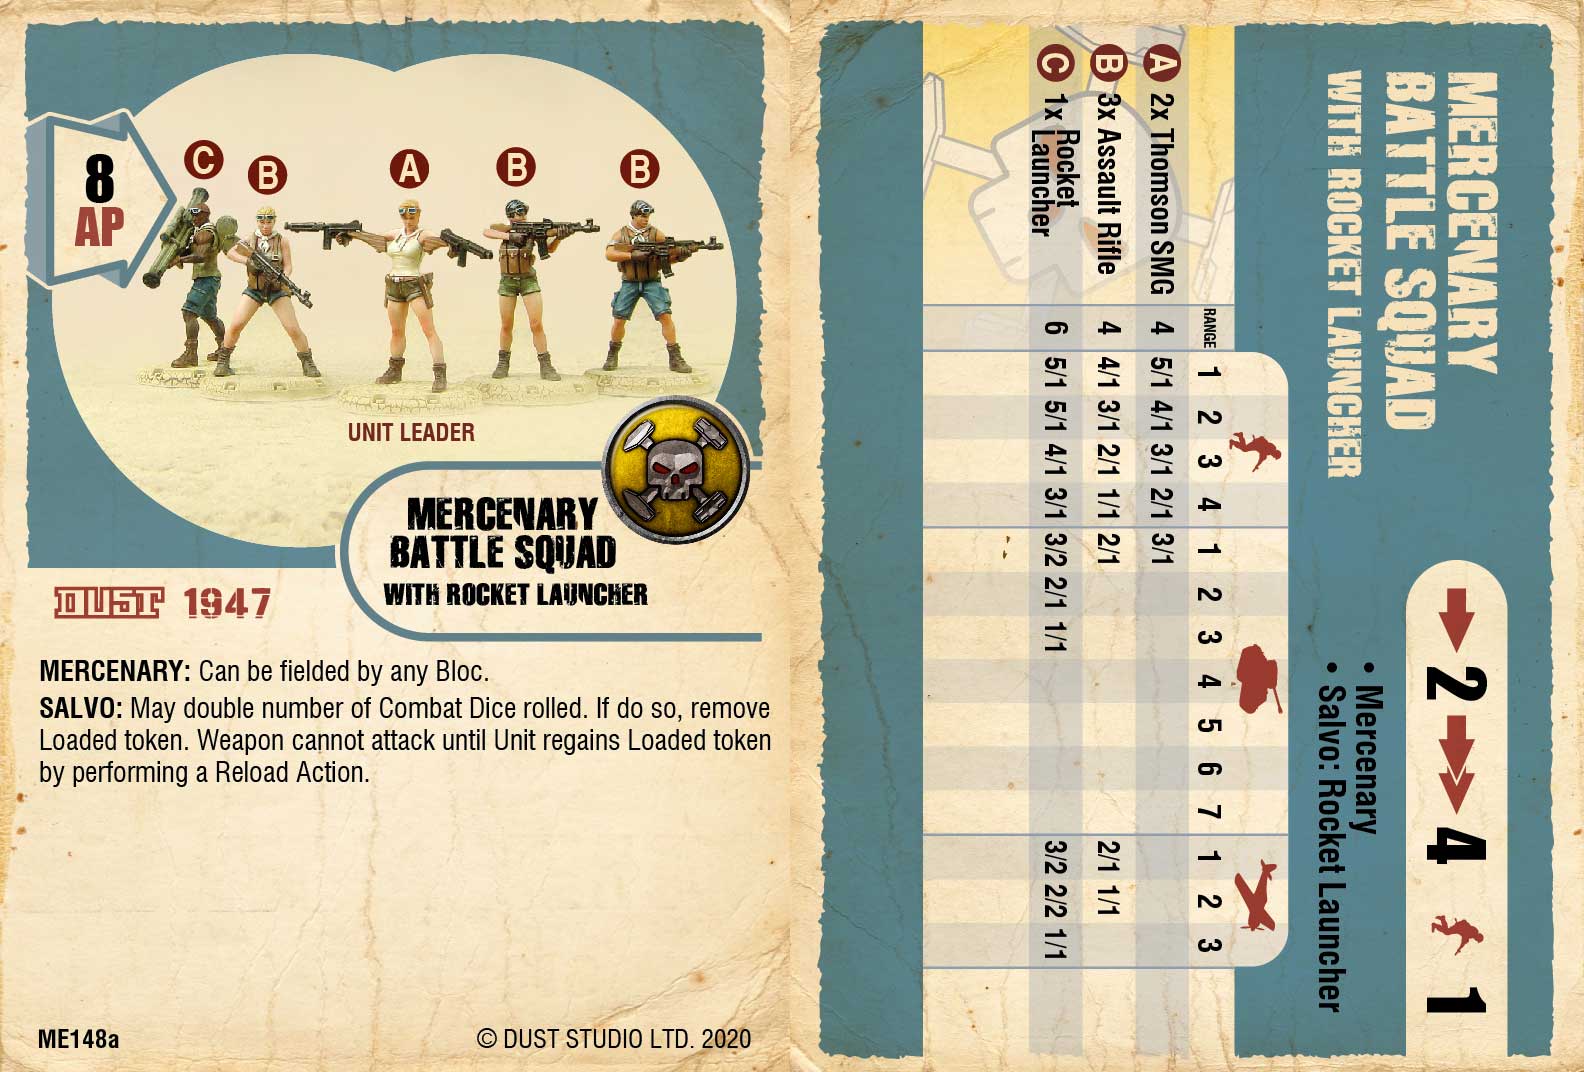 8
AP
C
B
A
B
B
UNIT LEADER
MERCENARY
BATTLE SQUAD
WITH ROCKET LAUNCHER
DUST 1947
MERCENARY: Can be fielded by any Bloc.
SALVO: May double number of Combat Dice rolled. If do so, remove
Loaded token. Weapon cannot attack until Unit regains Loaded token
by performing a Reload Action.
ME148a
© DUST STUDIO LTD. 2020
MERCENARY
BATTLE SQUAD
WITH ROCKET LAUNCHER
2 4 1
• Mercenary
• Salvo: Rocket Launcher
RANGE 1 2 3 4 1 2 3 4 5 6 7 1 2 3
A 2x Thomson SMG 4 5/1 4/1 3/1 2/1 3/1
B 3x Assault Rifle 4 4/1 3/1 2/1 1/1 2/1 2/1 1/1
C 1x Rocket
Launcher 6 5/1 5/1 4/1 3/1 3/2 2/1 1/1 3/2 2/2 1/1